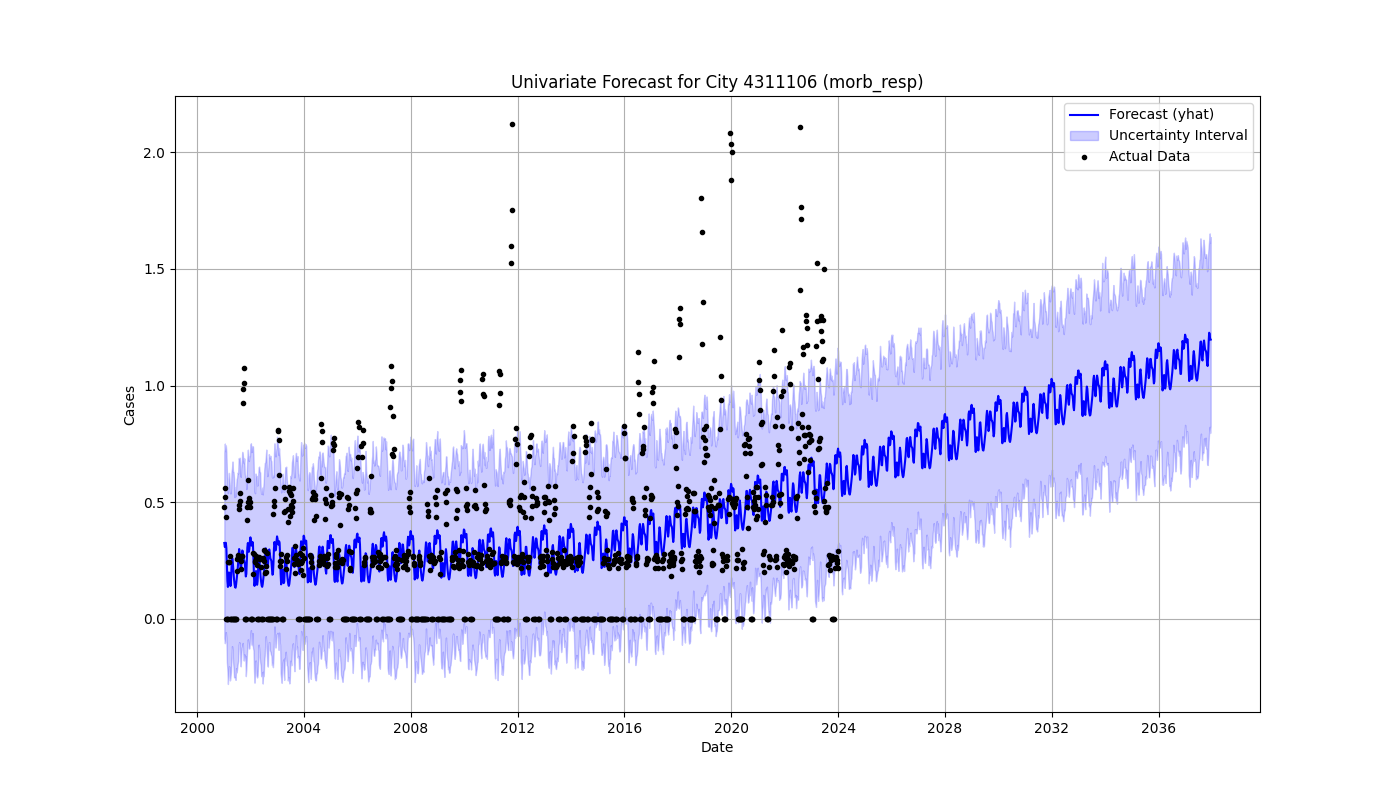 Univariate Forecast for City 4311106 (morb_resp)
Forecast (yhat)
Uncertainty Interval
Actual Data
Cases
2.0
1.5
1.0
0.5
0.0
2000 2004 2008 2012 2016 2020 2024 2028 2032 2036
Date